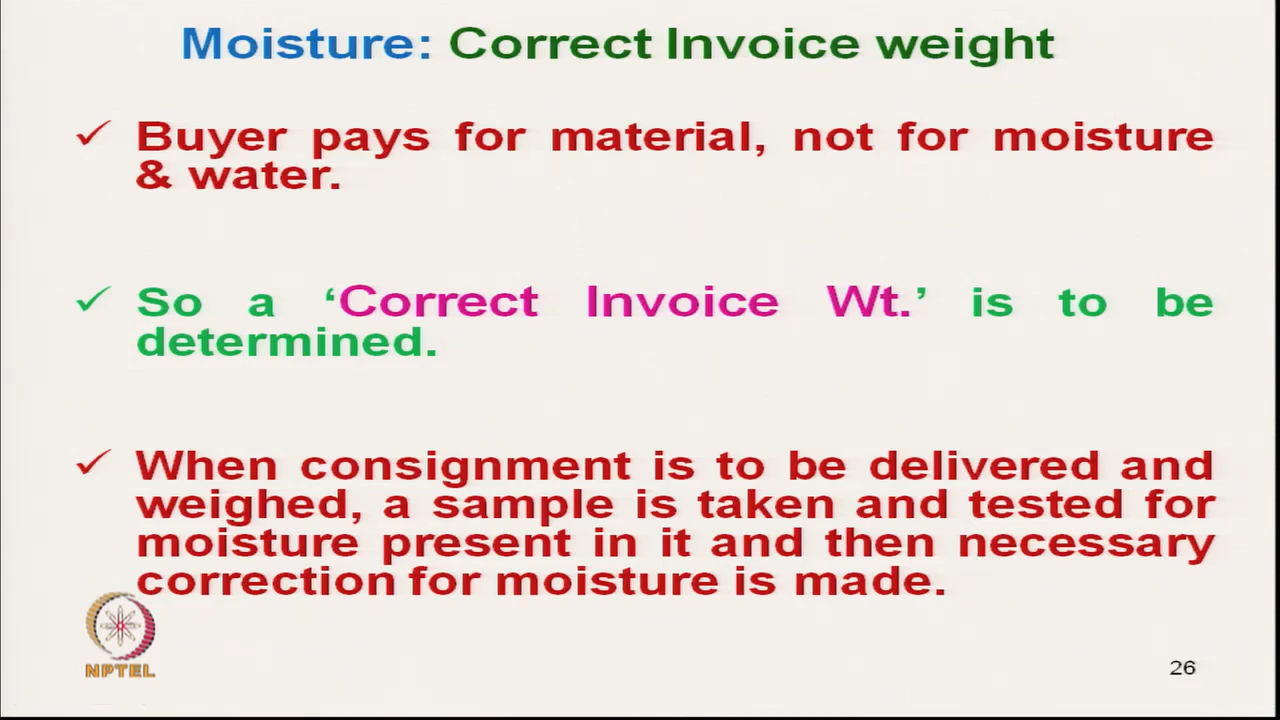 Moisture: Correct Invoice weight
✓ Buyer pays for material, not for moisture
& water.
✓ So a ‘Correct Invoice Wt.’ is to be
determined.
✓ When consignment is to be delivered and
weighed, a sample is taken and tested for
moisture present in it and then necessary
correction for moisture is made.
NPTEL
26